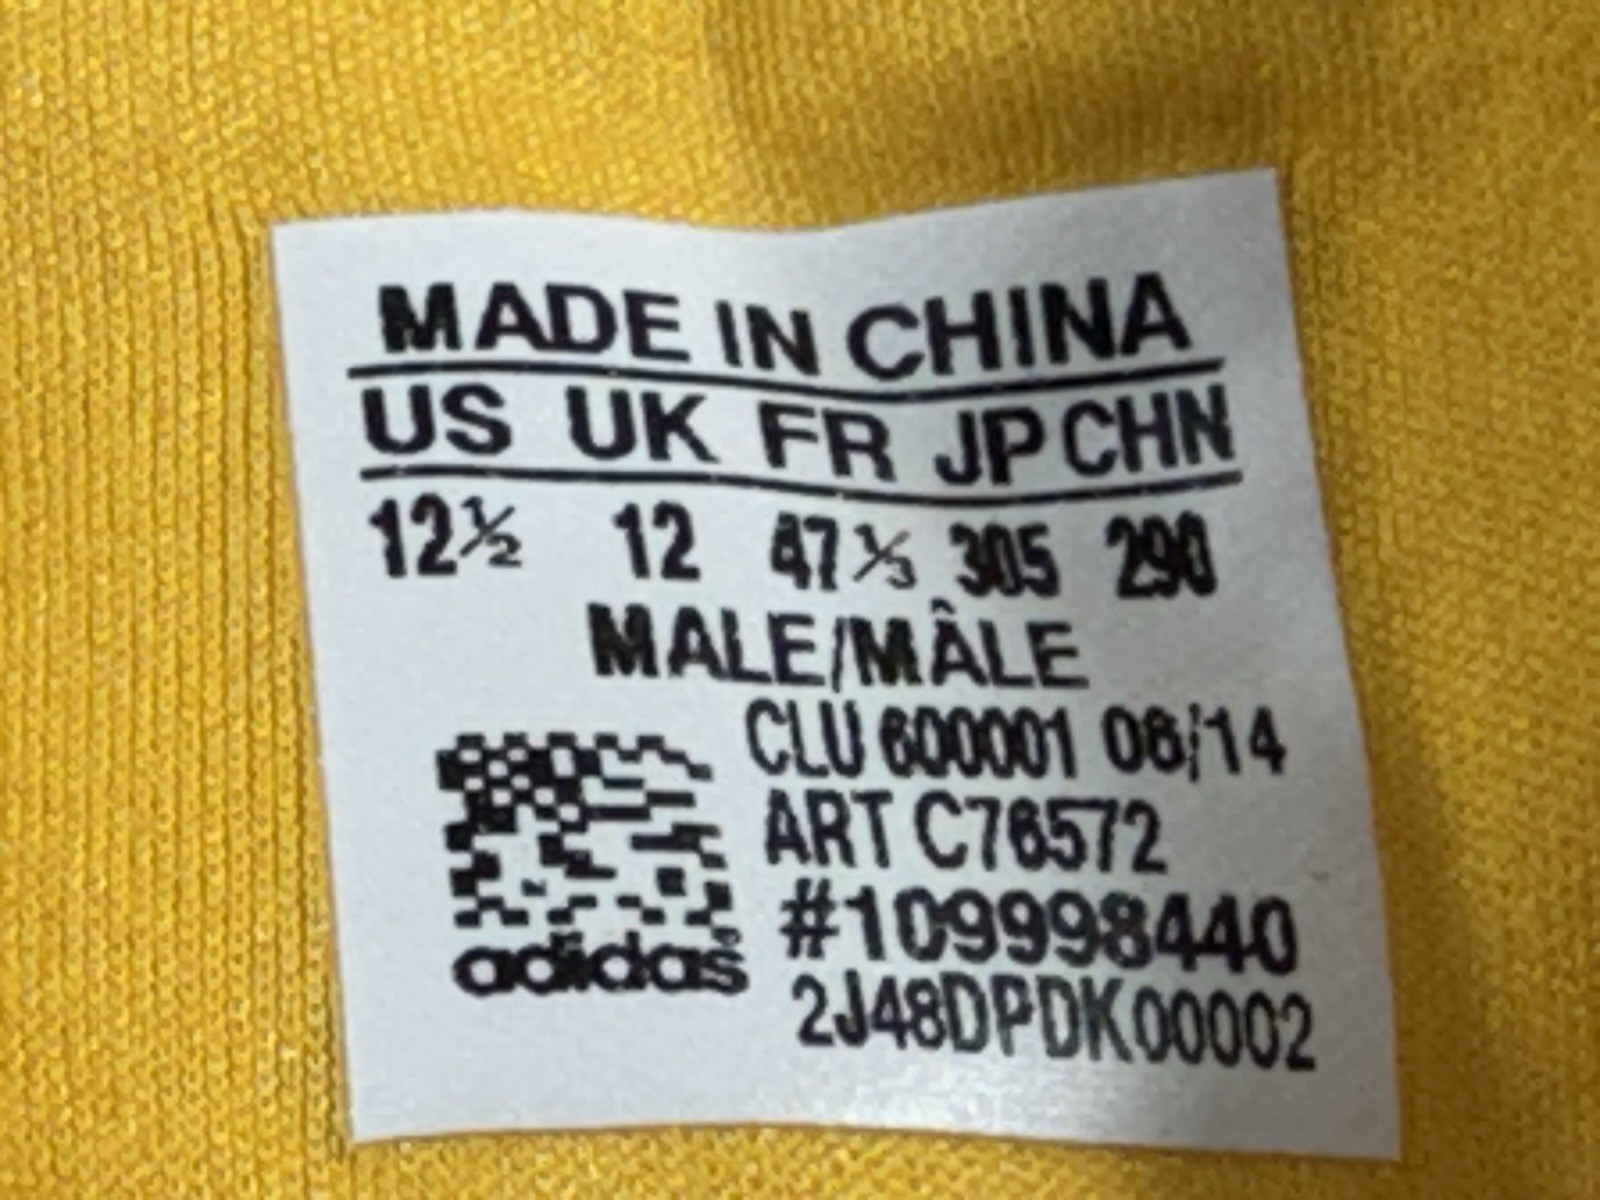 MADE IN CHINA
US UK FR JP CHN
12½ 12 47⅓ 305 290
MALE/MÂLE
CLU 600001 08/14
ART C76572
#109998440
2J48DPDK00002
adidas